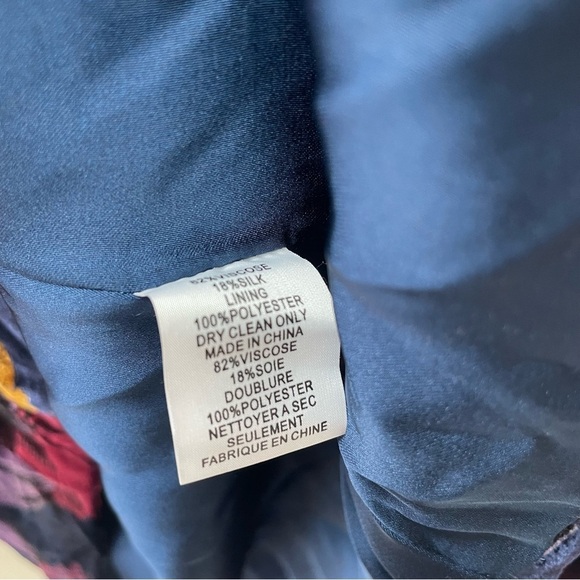 82%VISCOSE
18%SILK
LINING
100%POLYESTER
DRY CLEAN ONLY
MADE IN CHINA
82%VISCOSE
18%SOIE
DOUBLURE
100%POLYESTER
NETTOYER A SEC
SEULEMENT
FABRIQUE EN CHINE